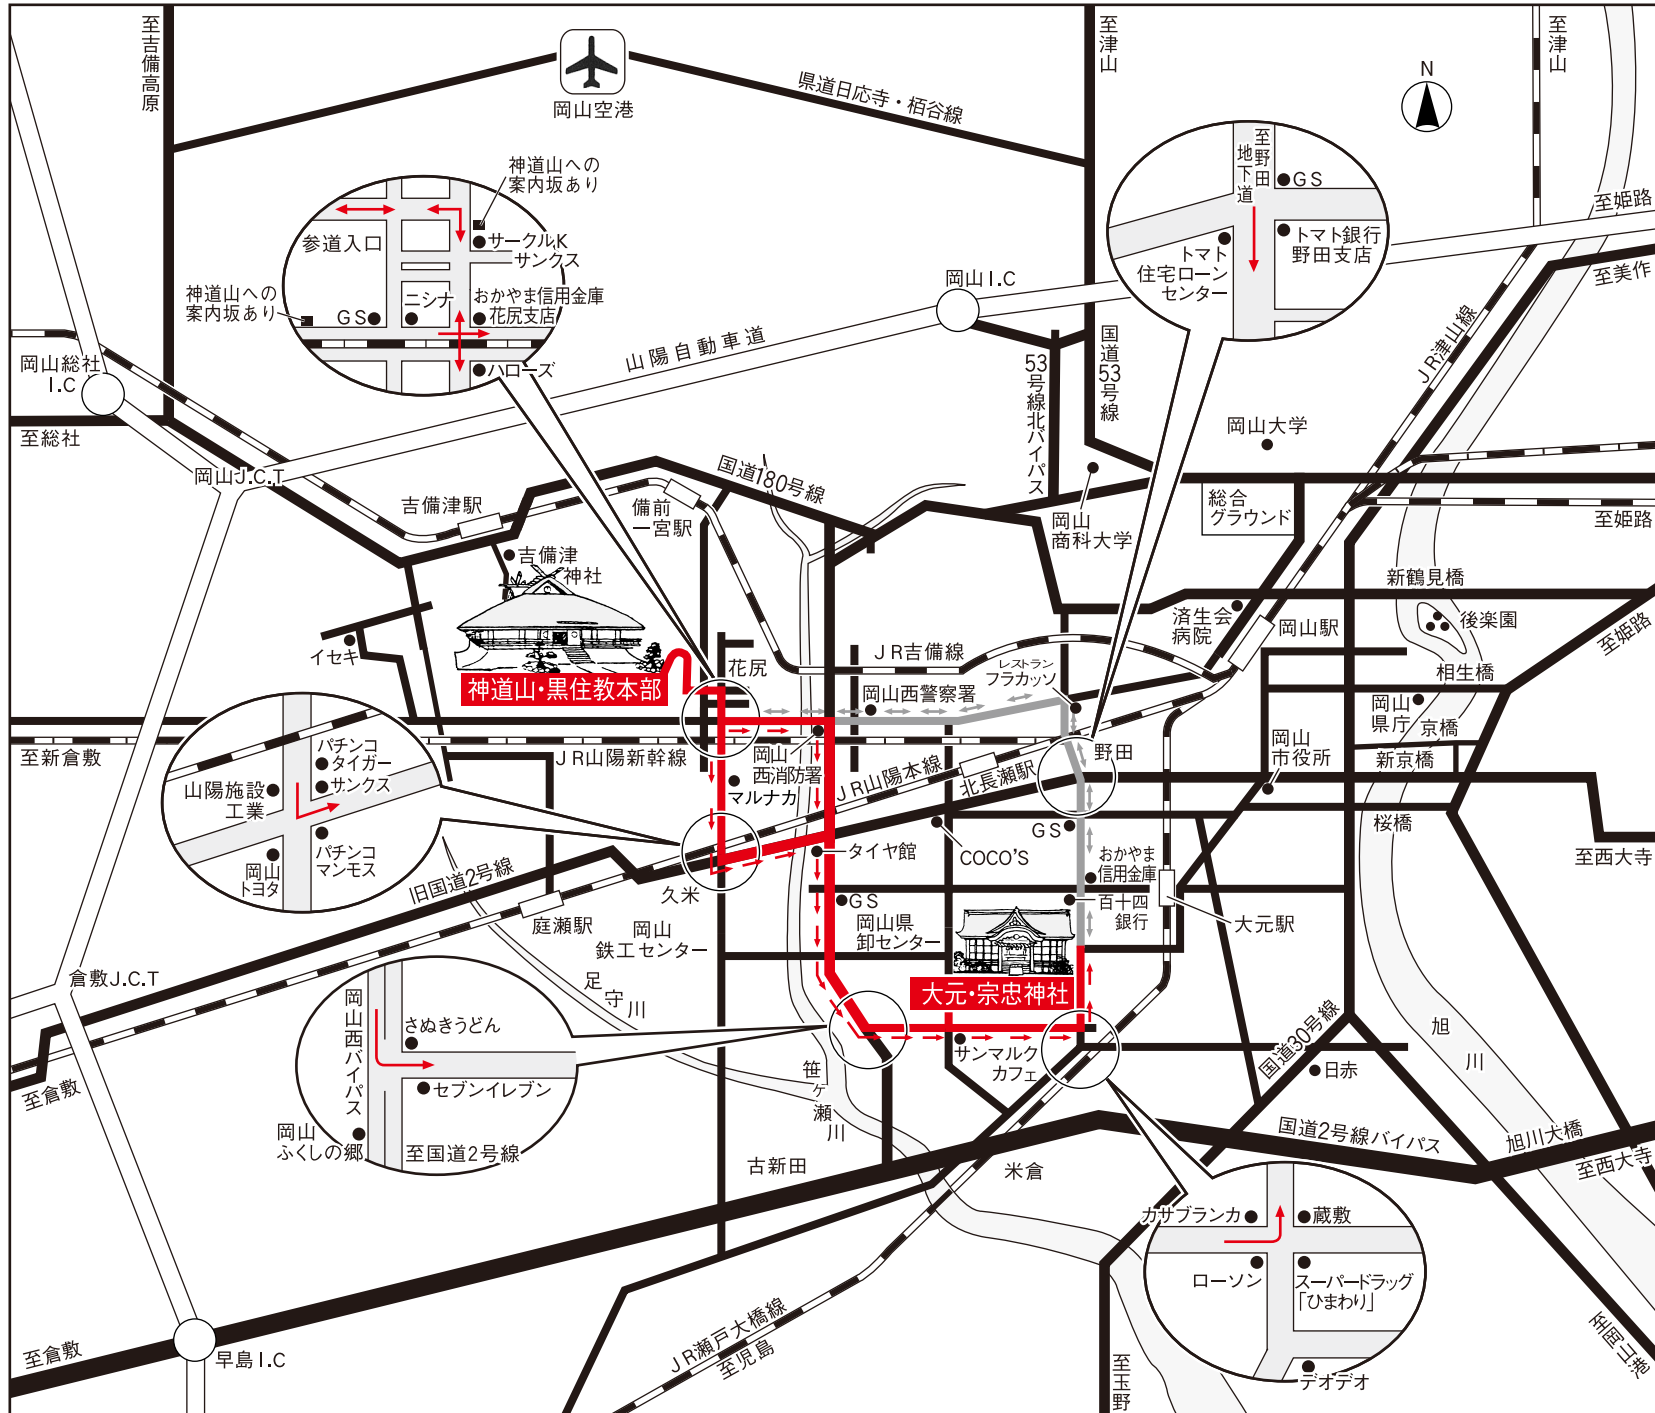 至吉備高原
岡山空港
県道日応寺・栢谷線
至津山
至津山
N
神道山への
案内坂あり
参道入口
サークルK
サンクス
神道山への
案内坂あり
GS
ニシナ
おかやま信用金庫
花尻支店
ハローズ
至野田
地下道
GS
トマト銀行
野田支店
トマト
住宅ローン
センター
至姫路
至美作
岡山I.C
山陽自動車道
国道53号線
53号線北バイパス
JR津山線
岡山総社
I.C
至総社
岡山J.C.T
吉備津駅
備前
一宮駅
国道180号線
岡山大学
総合
グラウンド
岡山
商科大学
至姫路
吉備津
神社
イセキ
神道山・黒住教本部
花尻
JR吉備線
レストラン
フラカッソ
岡山西警察署
済生会
病院
岡山駅
新鶴見橋
後楽園
至姫路
相生橋
岡山
県庁
京橋
新京橋
岡山
市役所
桜橋
至西大寺
至新倉敷
JR山陽新幹線
岡山
西消防署
マルナカ
JR山陽本線
北長瀬駅
野田
GS
COCO'S
タイヤ館
おかやま
信用金庫
百十四
銀行
大元駅
パチンコ
タイガー
サンクス
山陽施設
工業
パチンコ
マンモス
岡山
トヨタ
旧国道2号線
庭瀬駅
久米
岡山
鉄工センター
GS
岡山県
卸センター
大元・宗忠神社
倉敷J.C.T
足守川
岡山西バイパス
さぬきうどん
セブンイレブン
岡山
ふくしの郷
至国道2号線
至倉敷
笹ヶ瀬川
サンマルク
カフェ
国道30号線
日赤
旭川
国道2号線バイパス
旭川大橋
至西大寺
古新田
米倉
カサブランカ
蔵敷
ローソン
スーパードラッグ
「ひまわり」
デオデオ
至倉敷
早島I.C
JR瀬戸大橋線
至児島
至玉野
至岡山港